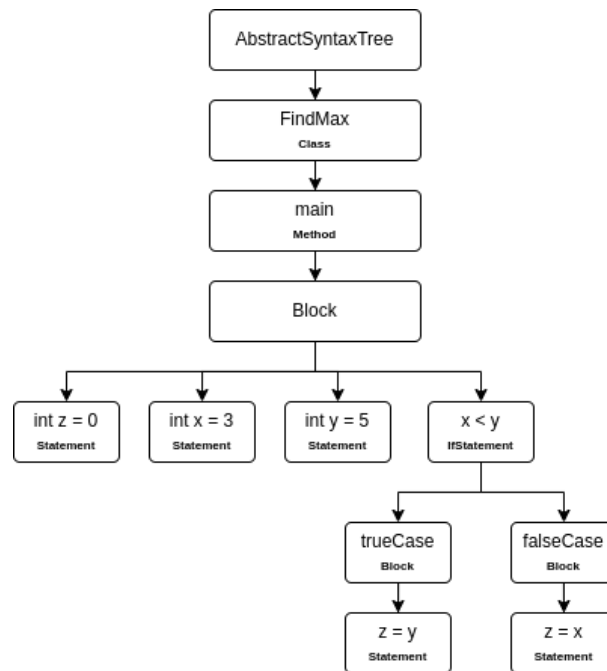 AbstractSyntaxTree
FindMax
Class
main
Method
Block
int z = 0
Statement
int x = 3
Statement
int y = 5
Statement
x < y
IfStatement
trueCase
Block
falseCase
Block
z = y
Statement
z = x
Statement